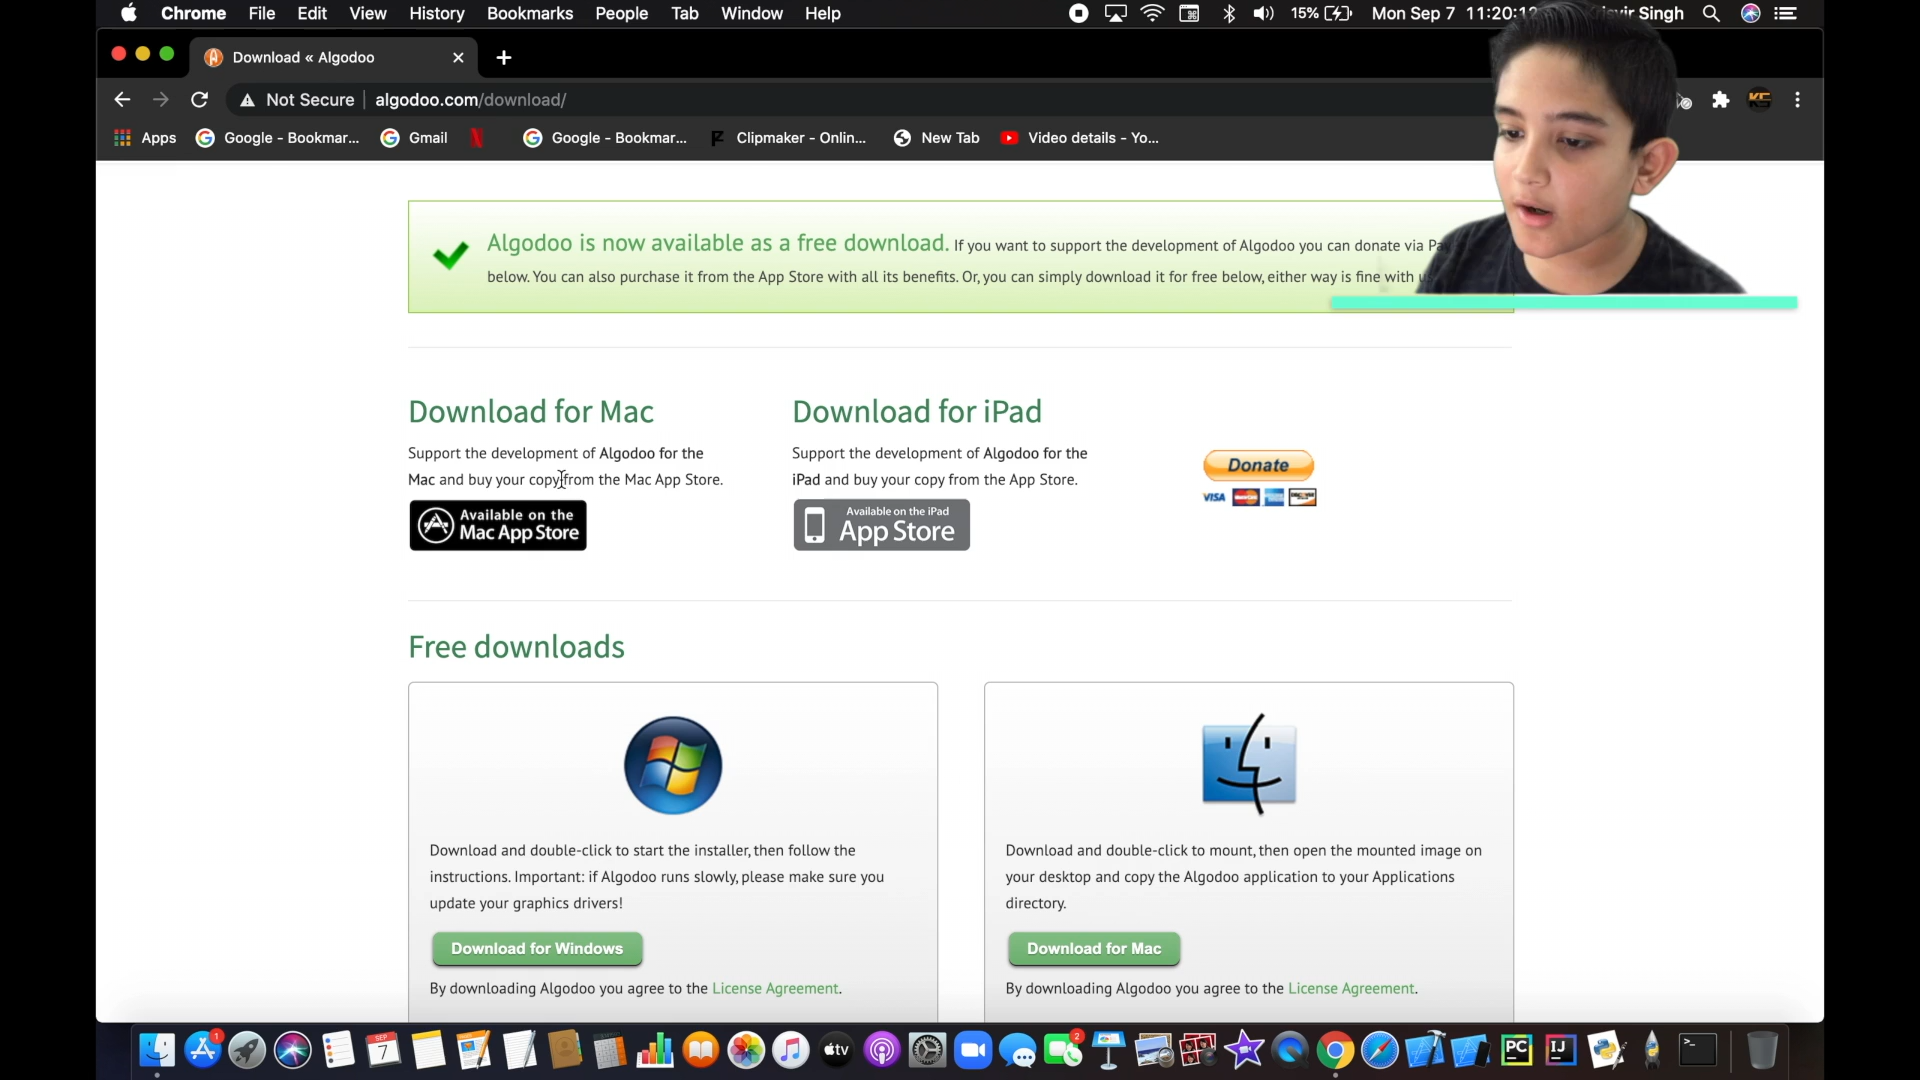 Chrome File Edit View History Bookmarks People Tab Window Help 15% Mon Sep 7 Singh
Download « Algodoo
Not Secure algodoo.com/download/
Apps Google - Bookmar... Gmail Google - Bookmar... Clipmaker - Onlin... New Tab Video details - Yo...
Algodoo is now available as a free download. If you want to support the development of Algodoo you can donate via
below. You can also purchase it from the App Store with all its benefits. Or, you can simply download it for free below, either way is fine with
Download for Mac
Support the development of Algodoo for the
Mac and buy your copy from the Mac App Store.
Available on the
Mac App Store
Download for iPad
Support the development of Algodoo for the
iPad and buy your copy from the App Store.
Available on the iPad
App Store
Donate
VISA
Free downloads
Download and double-click to start the installer, then follow the
instructions. Important: if Algodoo runs slowly, please make sure you
update your graphics drivers!
Download for Windows
By downloading Algodoo you agree to the License Agreement.
Download and double-click to mount, then open the mounted image on
your desktop and copy the Algodoo application to your Applications
directory.
Download for Mac
By downloading Algodoo you agree to the License Agreement.
1
SEP
7
tv
2
PC
IJ